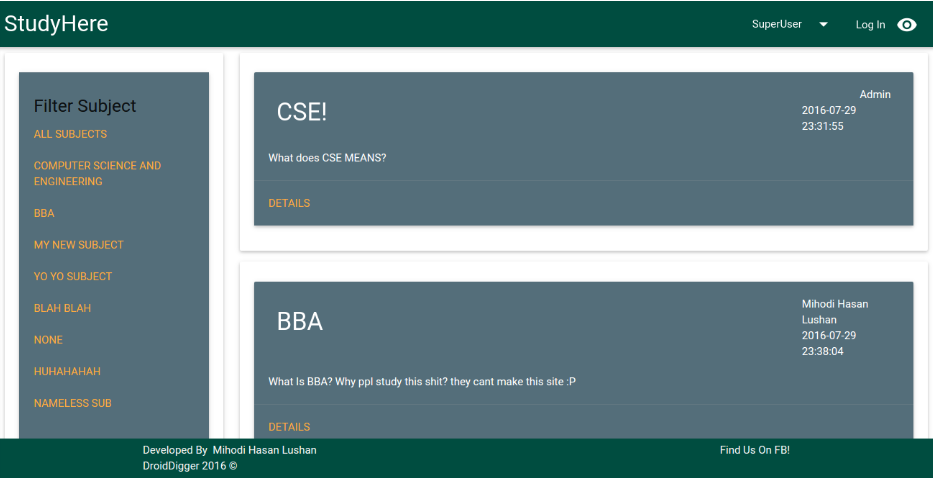 StudyHere
SuperUser
Log In
Filter Subject
ALL SUBJECTS
COMPUTER SCIENCE AND
ENGINEERING
BBA
MY NEW SUBJECT
YO YO SUBJECT
BLAH BLAH
NONE
HUHAHAHAH
NAMELESS SUB
CSE!
Admin
2016-07-29
23:31:55
What does CSE MEANS?
DETAILS
BBA
Mihodi Hasan
Lushan
2016-07-29
23:38:04
What Is BBA? Why ppl study this shit? they cant make this site :P
DETAILS
Developed By Mihodi Hasan Lushan
DroidDigger 2016 ©
Find Us On FB!